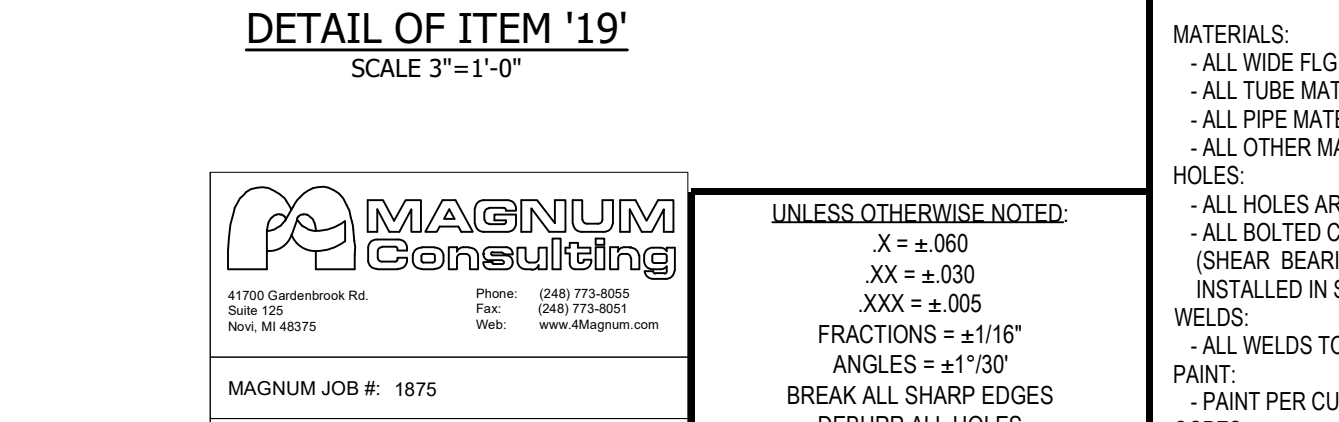 DETAIL OF ITEM '19'
SCALE 3"=1'-0"
MAGNUM
Consulting
41700 Gardenbrook Rd.
Suite 125
Novi, MI 48375
Phone: (248) 773-8055
Fax: (248) 773-8051
Web: www.4Magnum.com
MAGNUM JOB #: 1875
UNLESS OTHERWISE NOTED:
.X = ±.060
.XX = ±.030
.XXX = ±.005
FRACTIONS = ±1/16"
ANGLES = ±1°/30'
BREAK ALL SHARP EDGES
DEBURR ALL HOLES
MATERIALS:
- ALL WIDE FLG
- ALL TUBE MAT
- ALL PIPE MATE
- ALL OTHER MA
HOLES:
- ALL HOLES AR
- ALL BOLTED C
(SHEAR BEARI
INSTALLED IN S
WELDS:
- ALL WELDS TO
PAINT:
- PAINT PER CU